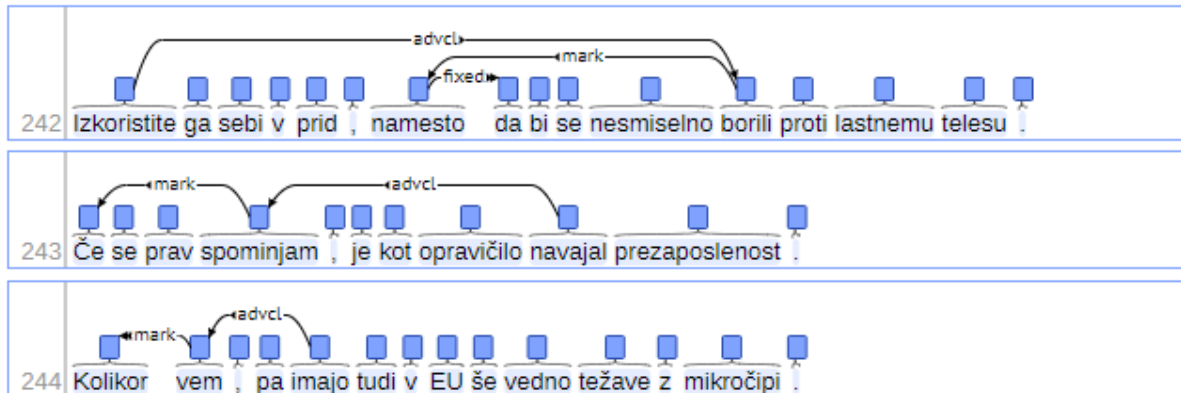 advcl
mark
fixed
242 Izkoristite ga sebi v prid , namesto da bi se nesmiselno borili proti lastnemu telesu .
mark advcl
243 Če se prav spominjam , je kot opravičilo navajal prezaposlenost .
advcl
mark
244 Kolikor vem , pa imajo tudi v EU še vedno težave z mikročipi .